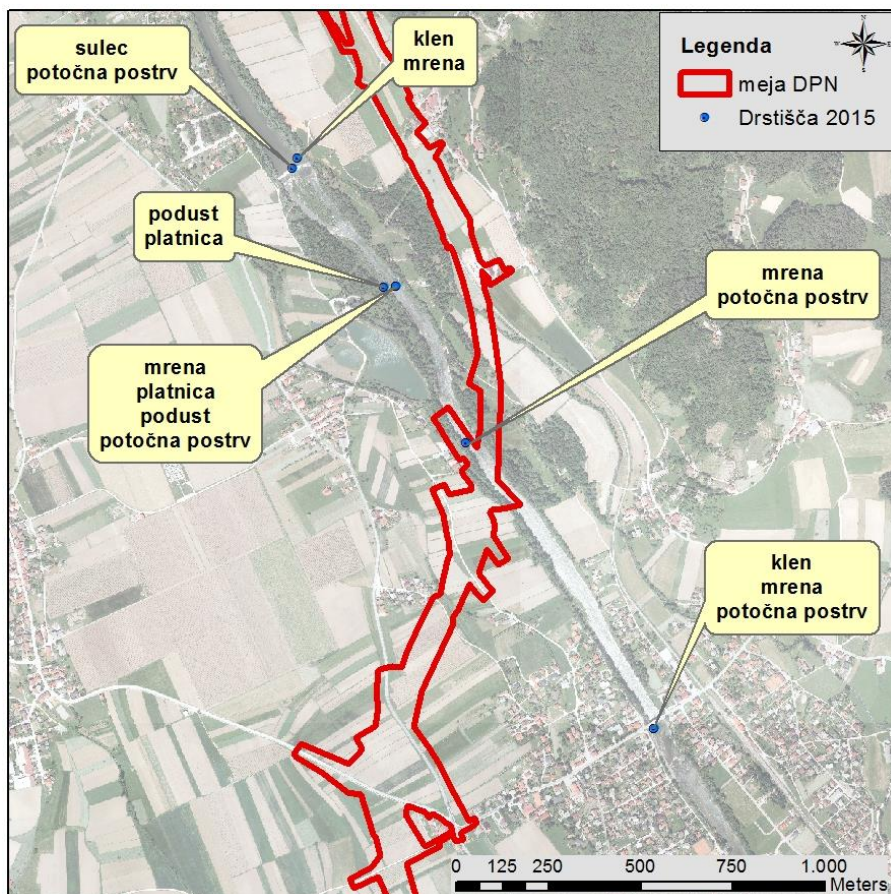 sulec
potočna postrv
klen
mrena
Legenda
N
W
E
S
meja DPN
Drstišča 2015
podust
platnica
mrena
potočna postrv
mrena
platnica
podust
potočna postrv
klen
mrena
potočna postrv
0 125 250 500 750 1.000
Meters